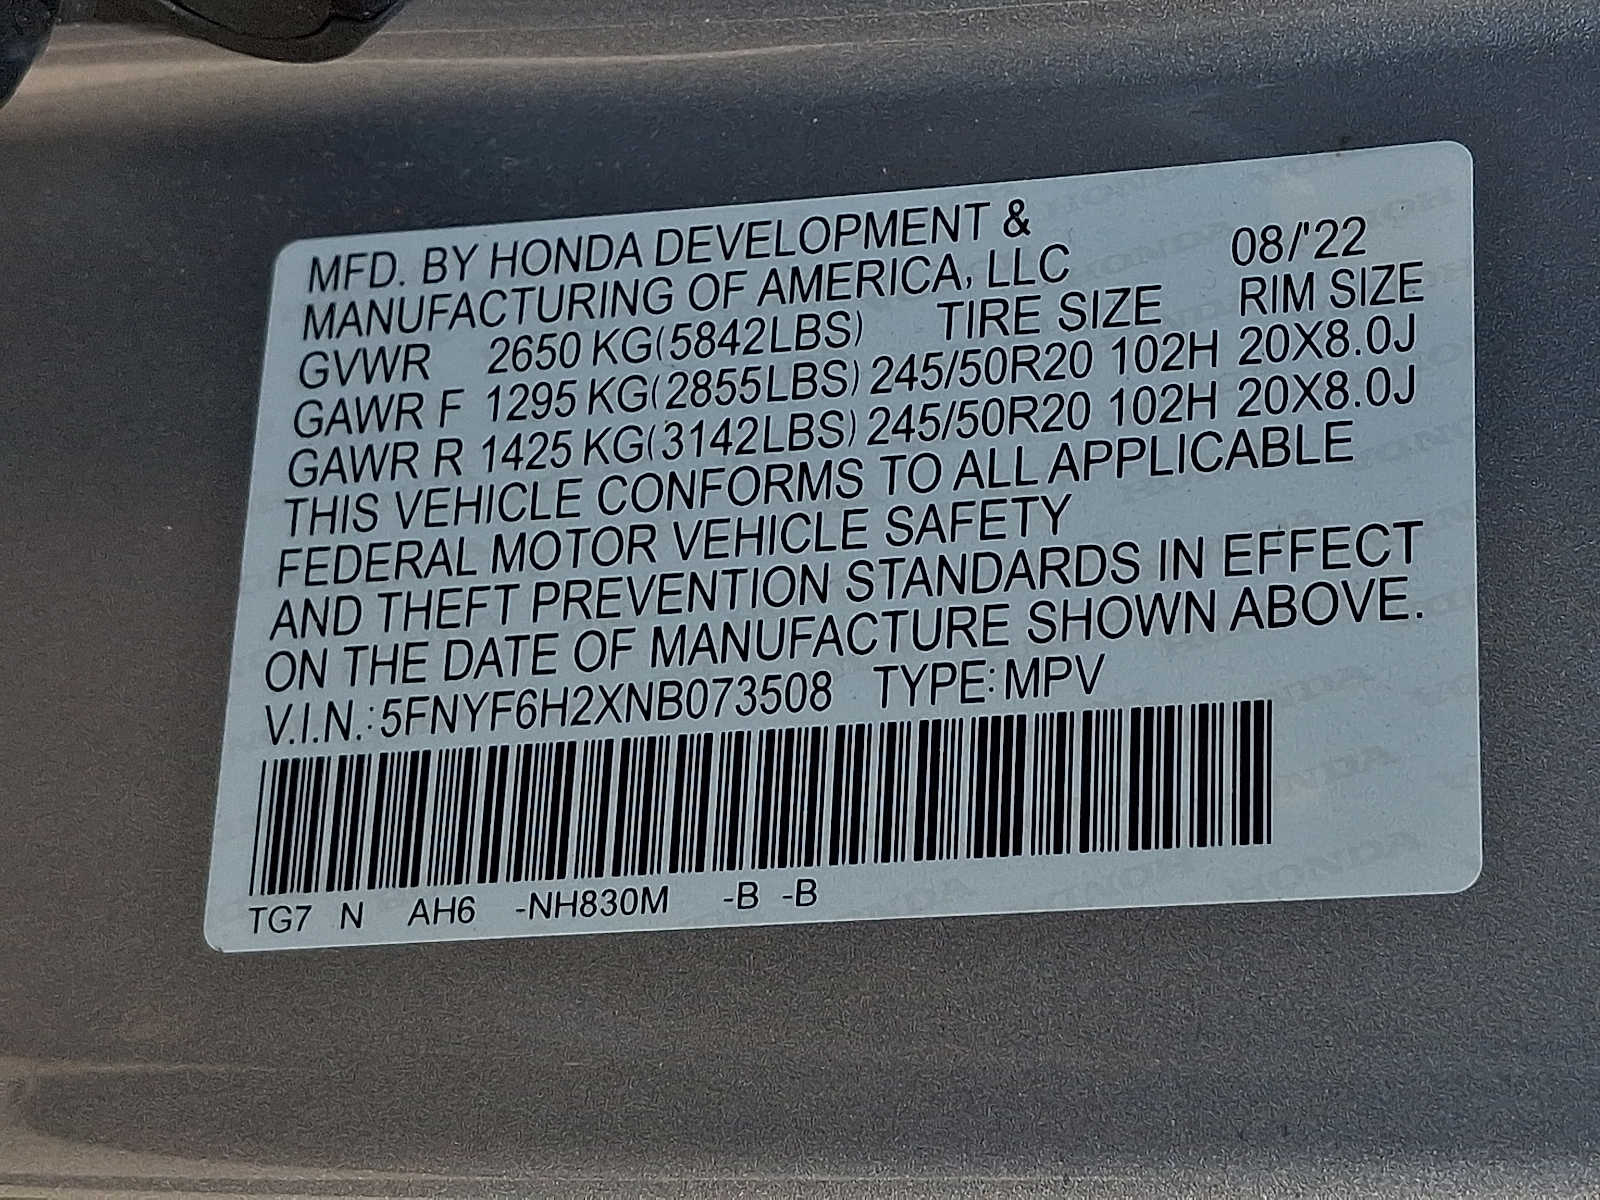 MFD. BY HONDA DEVELOPMENT &
MANUFACTURING OF AMERICA, LLC 08/'22
GVWR 2650 KG(5842LBS) TIRE SIZE RIM SIZE
GAWR F 1295 KG(2855LBS) 245/50R20 102H 20X8.0J
GAWR R 1425 KG(3142LBS) 245/50R20 102H 20X8.0J
THIS VEHICLE CONFORMS TO ALL APPLICABLE
FEDERAL MOTOR VEHICLE SAFETY
AND THEFT PREVENTION STANDARDS IN EFFECT
ON THE DATE OF MANUFACTURE SHOWN ABOVE.
V.I.N.: 5FNYF6H2XNB073508 TYPE: MPV
TG7 N AH6 -NH830M -B -B